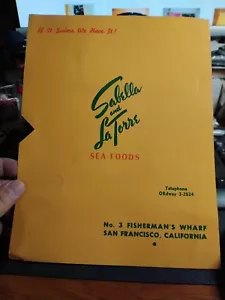 If It Swims We Have It!
Sabella
and
La Torre
SEA FOODS
Telephone
ORdway 3-2824
No. 3 FISHERMAN'S WHARF
SAN FRANCISCO, CALIFORNIA